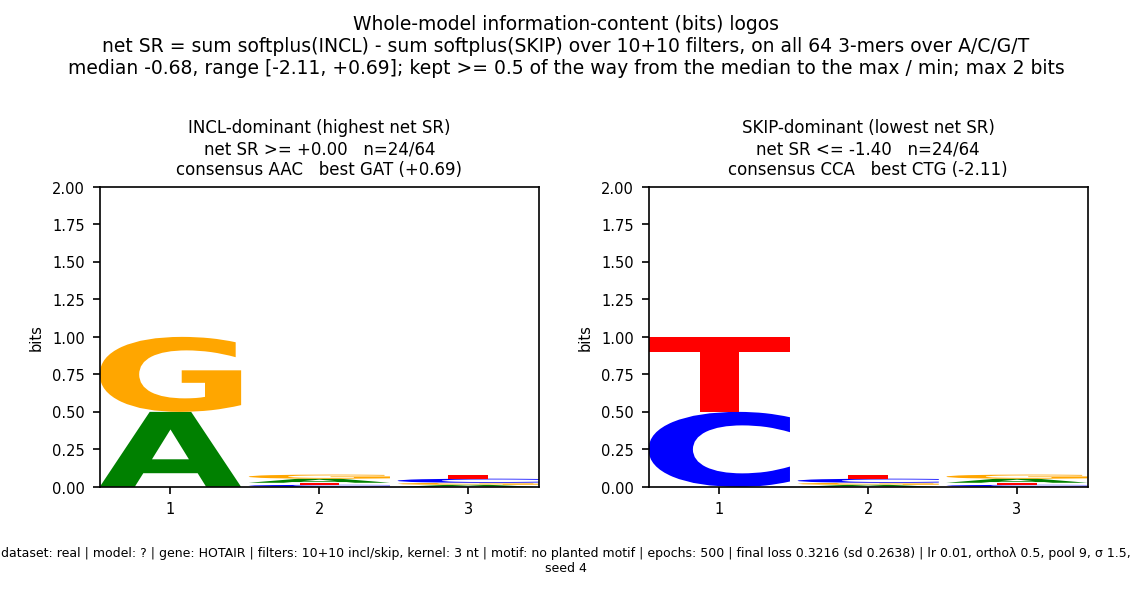 Whole-model information-content (bits) logos
net SR = sum softplus(INCL) - sum softplus(SKIP) over 10+10 filters, on all 64 3-mers over A/C/G/T
median -0.68, range [-2.11, +0.69]; kept >= 0.5 of the way from the median to the max / min; max 2 bits
INCL-dominant (highest net SR)
net SR >= +0.00   n=24/64
consensus AAC   best GAT (+0.69)
2.00
1.75
1.50
1.25
1.00
0.75
0.50
0.25
0.00
bits
G
A
1
2
3
SKIP-dominant (lowest net SR)
net SR <= -1.40   n=24/64
consensus CCA   best CTG (-2.11)
2.00
1.75
1.50
1.25
1.00
0.75
0.50
0.25
0.00
bits
T
C
1
2
3
dataset: real | model: ? | gene: HOTAIR | filters: 10+10 incl/skip, kernel: 3 nt | motif: no planted motif | epochs: 500 | final loss 0.3216 (sd 0.2638) | lr 0.01, orthoλ 0.5, pool 9, σ 1.5,
seed 4